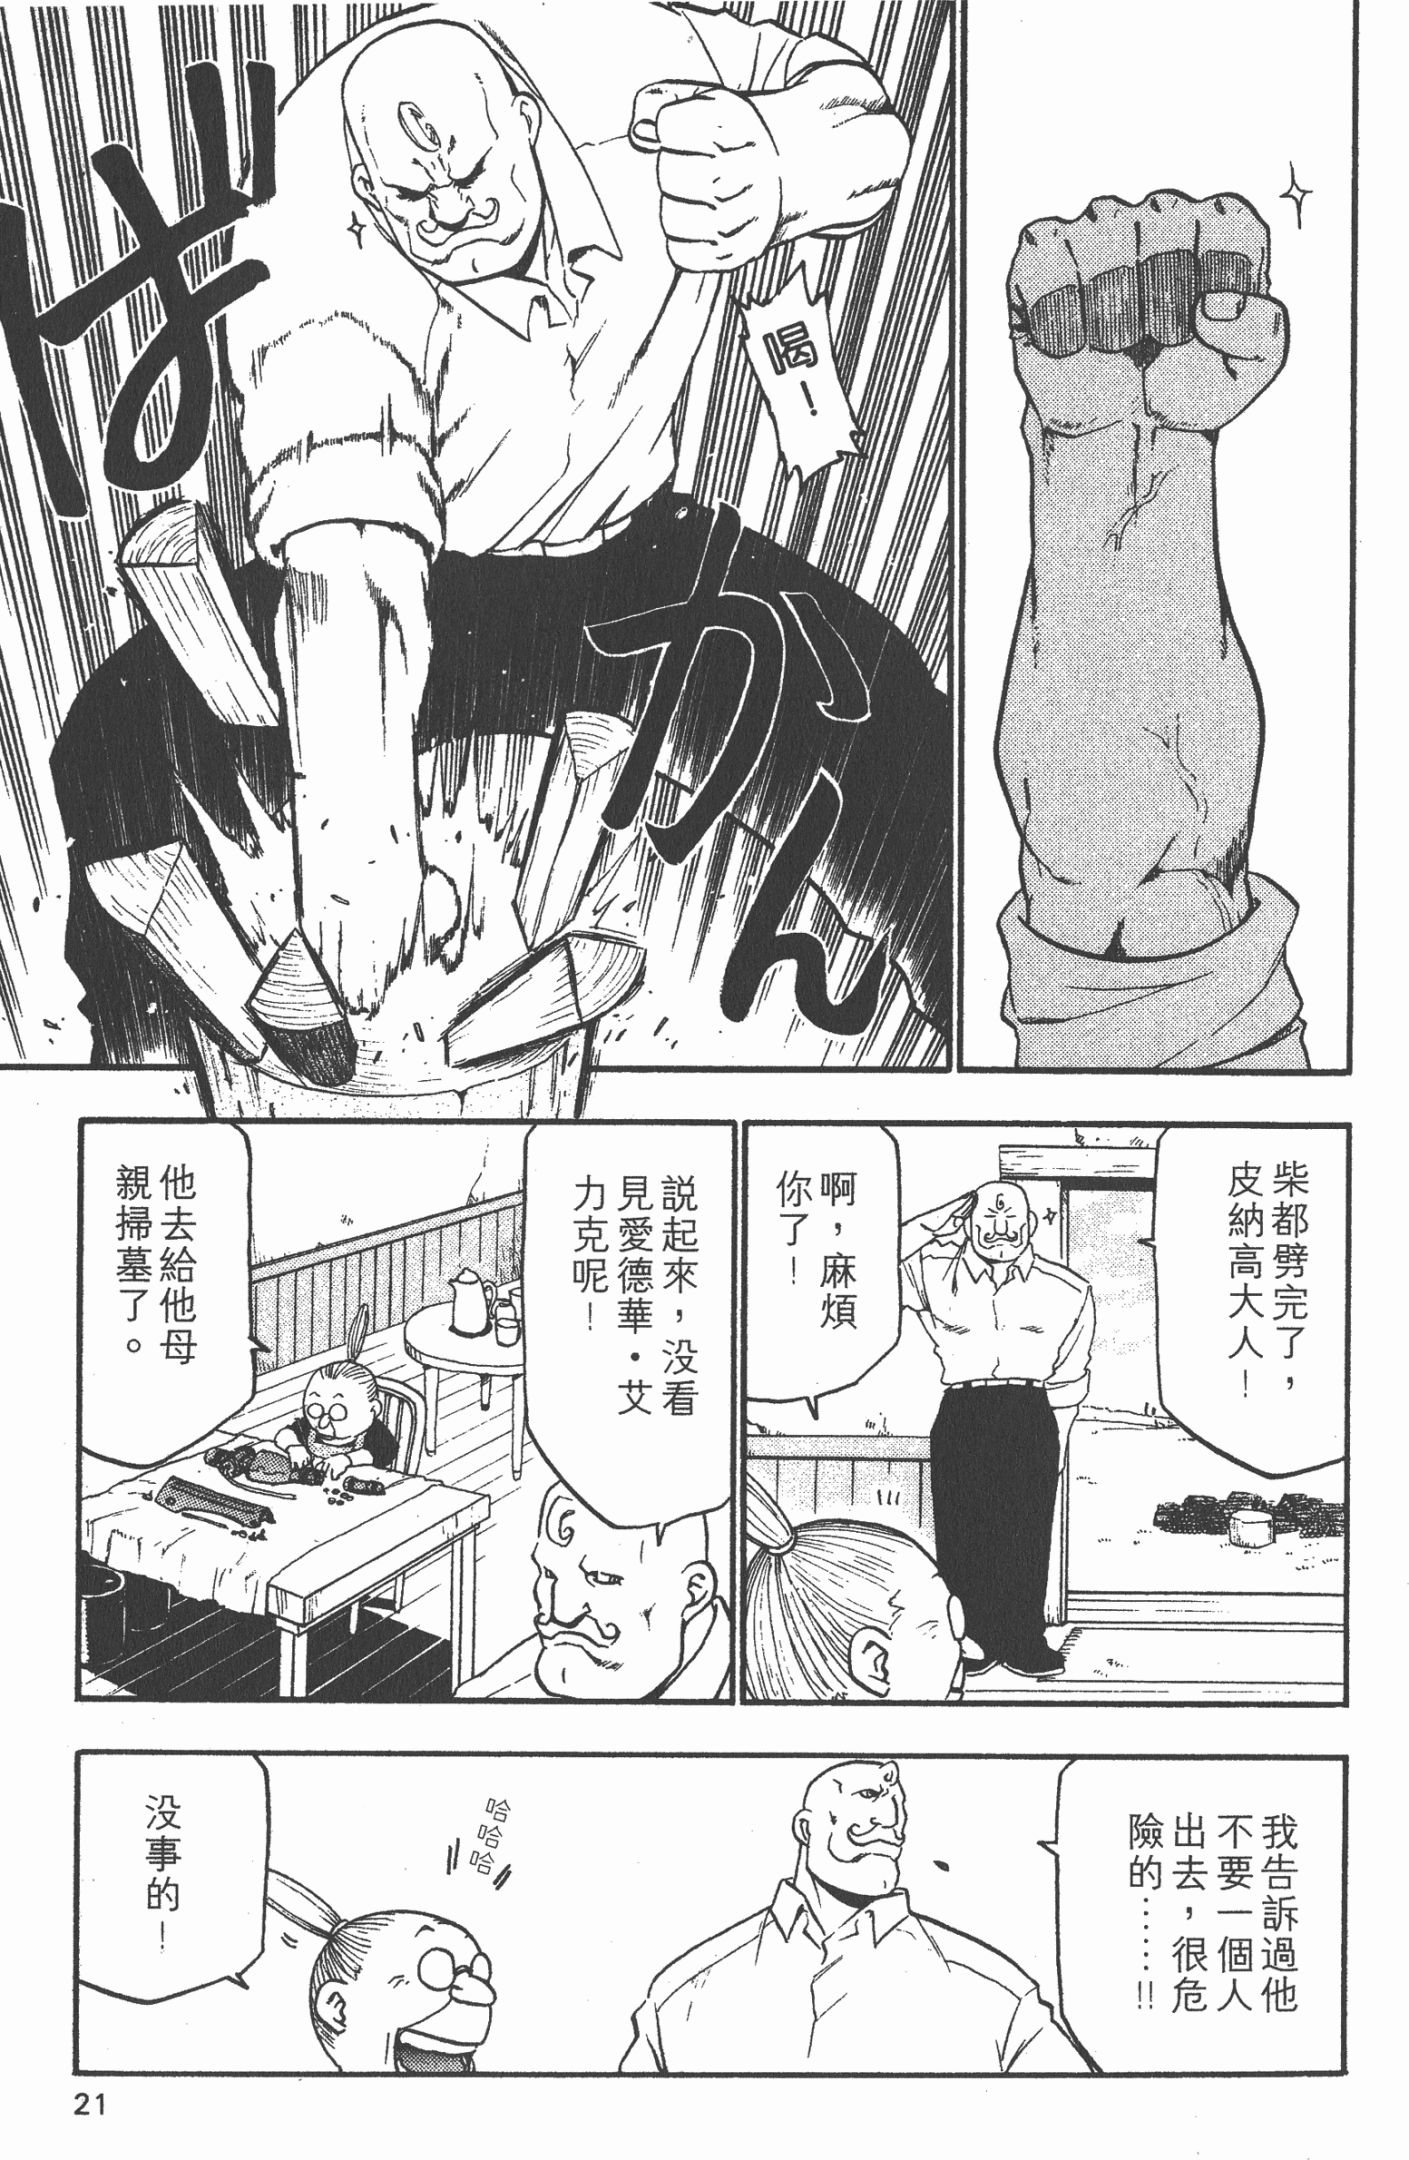 喝！
ばかん
柴都劈完了，
皮納高大人！
啊，麻煩
你了！
說起來，没看
見愛德華・艾
力克呢！
他去給他母
親掃墓了。
我告訴過他
不要一個人
出去，很危
險的……!!
哈哈哈
没事的！
21